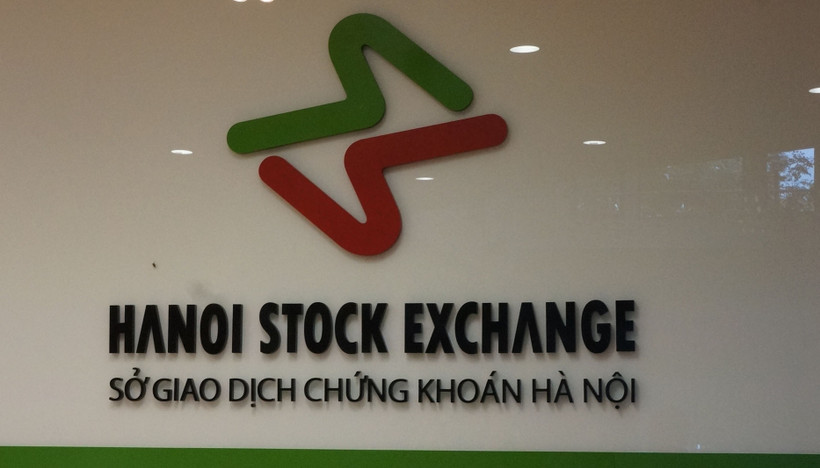 HANOI STOCK EXCHANGE
SỞ GIAO DỊCH CHỨNG KHOÁN HÀ NỘI